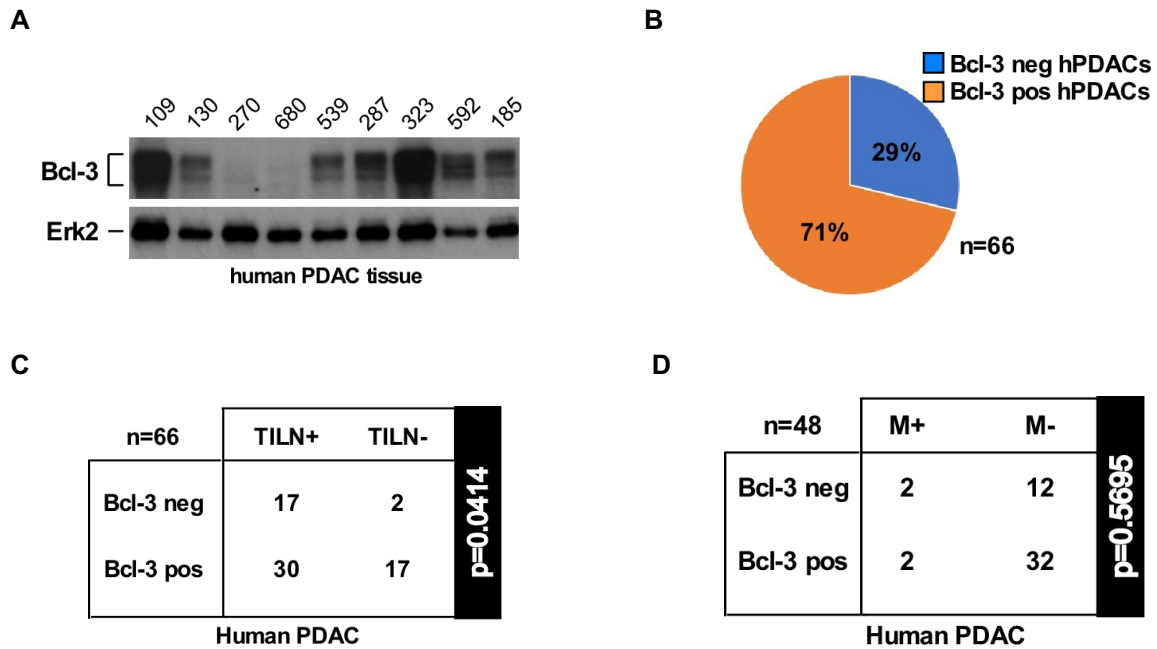 A
109 130 270 680 539 287 323 592 185
Bcl-3
Erk2
human PDAC tissue
B
Bcl-3 neg hPDACs
Bcl-3 pos hPDACs
29%
71%
n=66
C
n=66 TILN+ TILN-
Bcl-3 neg 17 2
Bcl-3 pos 30 17
p=0.0414
Human PDAC
D
n=48 M+ M-
Bcl-3 neg 2 12
Bcl-3 pos 2 32
p=0.5695
Human PDAC